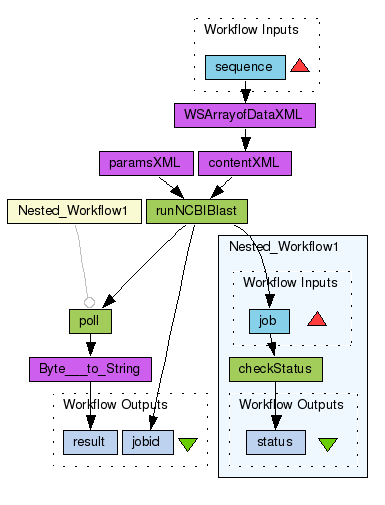 Workflow Inputs
sequence
WSArrayofDataXML
paramsXML
contentXML
Nested_Workflow1
runNCBIBlast
Nested_Workflow1
Workflow Inputs
poll
job
Byte___to_String
checkStatus
Workflow Outputs
Workflow Outputs
result
jobid
status